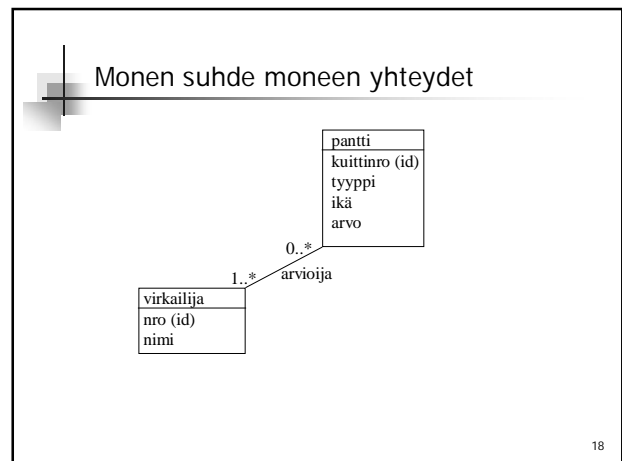 Monen suhde moneen yhteydet
pantti
kuittinro (id)
tyyppi
ikä
arvo
0..*
arvioija
1..*
virkailija
nro (id)
nimi
18